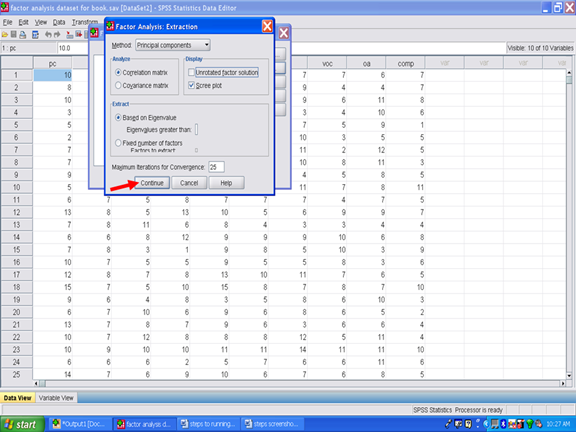 factor analysis dataset for book.sav [DataSet2] - SPSS Statistics Data Editor
File Edit View Data Transform
1 : pc 10.0
Visible: 10 of 10 Variables
Factor Analysis: Extraction
Method: Principal components
Analyze
Correlation matrix
Covariance matrix
Display
Unrotated factor solution
Scree plot
Extract
Based on Eigenvalue
Eigenvalues greater than:
Fixed number of factors
Factors to extract:
Maximum Iterations for Convergence: 25
Continue Cancel Help
pc voc oa comp var var va
1 10 7 7 6 7
2 8 9 4 4 7
3 10 9 6 11 8
4 3 4 10 6
5 7 5 9 1
6 2
7 7
8 7 10 8 11 3
9 9 4 5 8 5
10 5 11
11 6 7 5 8 7 7 4 7 6 5
12 13 8 5 13 10 5 6 9 9 7
13 7 8 11 6 8 4 3 3 4 4
14 6 6 8 12 9 9 9 10 6 8
15 7 8 3 1 9 8 5 10 3 9
16 10 7 5 5 9 5 5 8 3 6
17 12 8 7 8 13 10 11 7 6 5
18 15 7 9 10 15 8 7 8 7 10
19 9 6 4 8 3 5 8 6 10 3
20 6 7 10 6 9 6 8 6 5 2
21 13 7 8 7 9 6 3 6 6 4
22 10 7 12 8 8 8 12 5 11 4
23 10 9 10 10 11 11 14 11 11 10
24 6 6 6 2 5 7 6 6 11 5
25 14 7 6 9 7 7 6 8 5
Data View Variable View
SPSS Statistics Processor is ready
start
*Output1 [Doc...
factor analysis d...
steps to running...
steps screensho...
10:27 AM